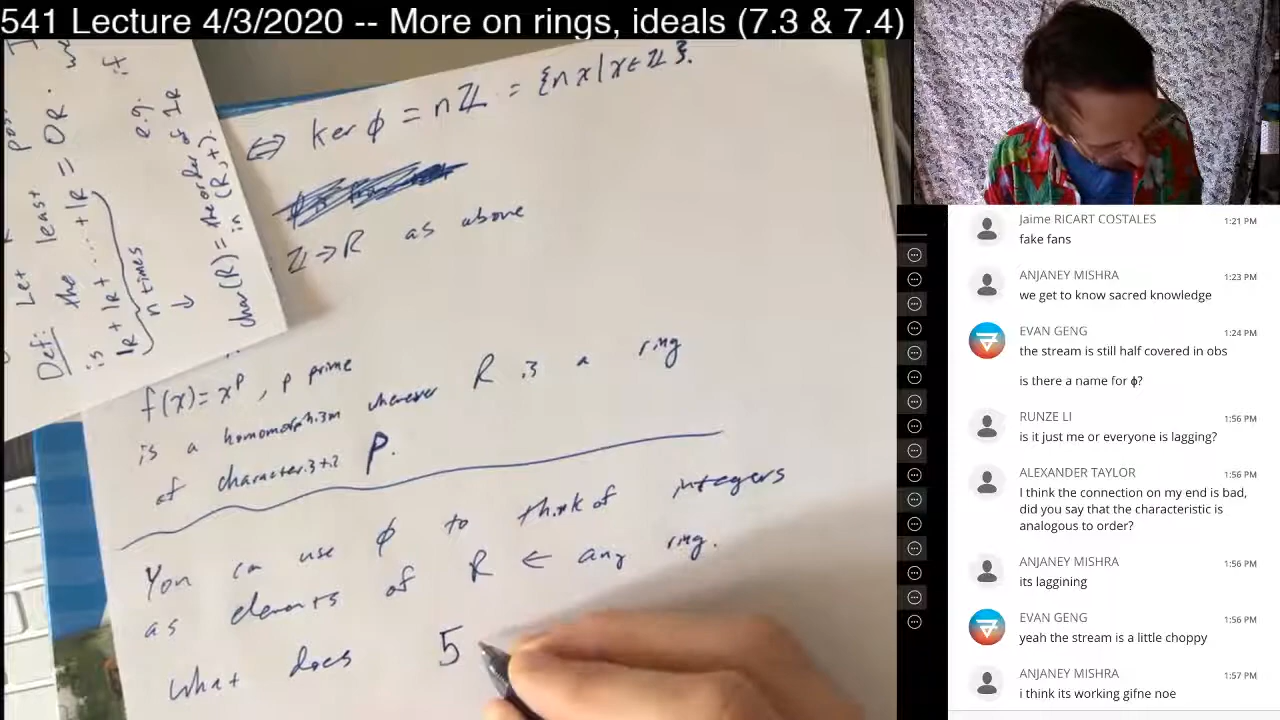 541 Lecture 4/3/2020 -- More on rings, ideals (7.3 & 7.4)
Def: Let
the least
is 1R + 1R + ... + 1R = 0R.
n times
e.g.
if
char(R) = the order of 1R
in (R, +).
⇔ ker φ = nℤ = {nx | x ∈ ℤ}.
ℤ → R as above
f(x) = x^p, p prime
is a homomorphism whenever R is a ring
of characteristic p.
You can use φ to think of integers
as elements of R ← any ring.
What does 5
Jaime RICART COSTALES 1:21 PM
fake fans
ANJANEY MISHRA 1:23 PM
we get to know sacred knowledge
EVAN GENG 1:24 PM
the stream is still half covered in obs
is there a name for ϕ?
RUNZE LI 1:56 PM
is it just me or everyone is lagging?
ALEXANDER TAYLOR 1:56 PM
I think the connection on my end is bad,
did you say that the characteristic is
analogous to order?
ANJANEY MISHRA 1:56 PM
its laggining
EVAN GENG 1:56 PM
yeah the stream is a little choppy
ANJANEY MISHRA 1:57 PM
i think its working gifne noe